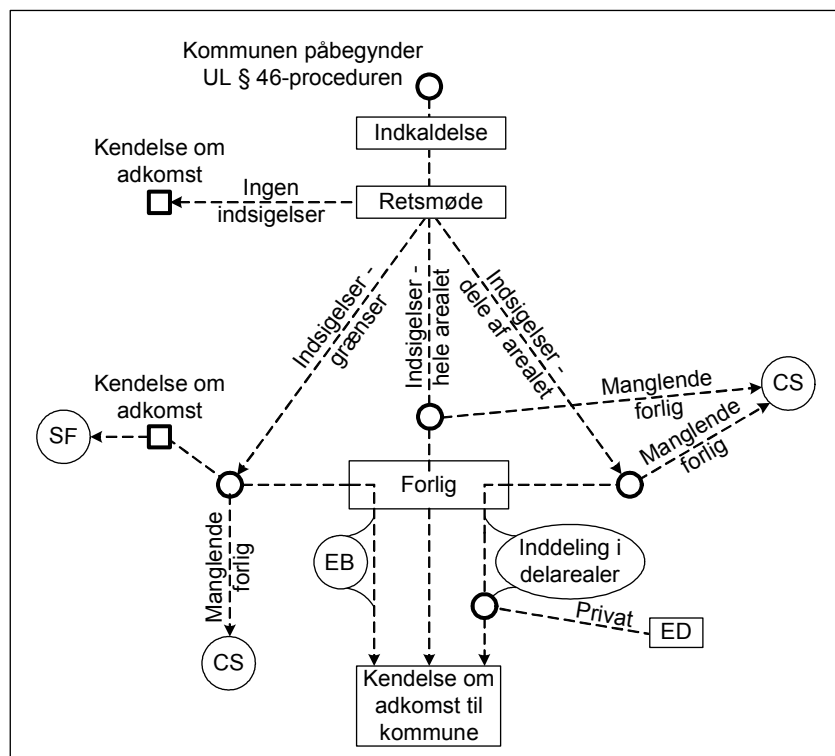 Kommunen påbegynder
UL § 46-proceduren
Indkaldelse
Kendelse om
adkomst
Ingen
indsigelser
Retsmøde
Indsigelser -
grænser
Indsigelser -
hele arealet
Indsigelser -
dele af arealet
Manglende
forlig
CS
Kendelse om
adkomst
SF
Manglende
forlig
Forlig
Manglende
forlig
EB
Inddeling i
delarealer
Privat
ED
CS
Kendelse om
adkomst til
kommune